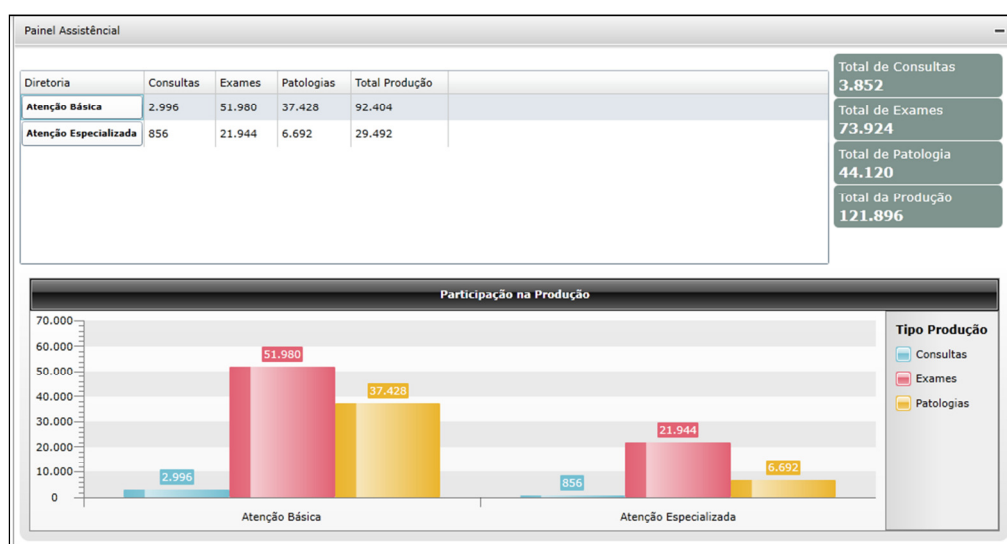 Painel Assistêncial
Diretoria Consultas Exames Patologias Total Produção
Atenção Básica 2.996 51.980 37.428 92.404
Atenção Especializada 856 21.944 6.692 29.492
Total de Consultas
3.852
Total de Exames
73.924
Total de Patologia
44.120
Total da Produção
121.896
Participação na Produção
70.000
60.000
50.000
40.000
30.000
20.000
10.000
0
2.996
51.980
37.428
856
21.944
6.692
Atenção Básica
Atenção Especializada
Tipo Produção
Consultas
Exames
Patologias